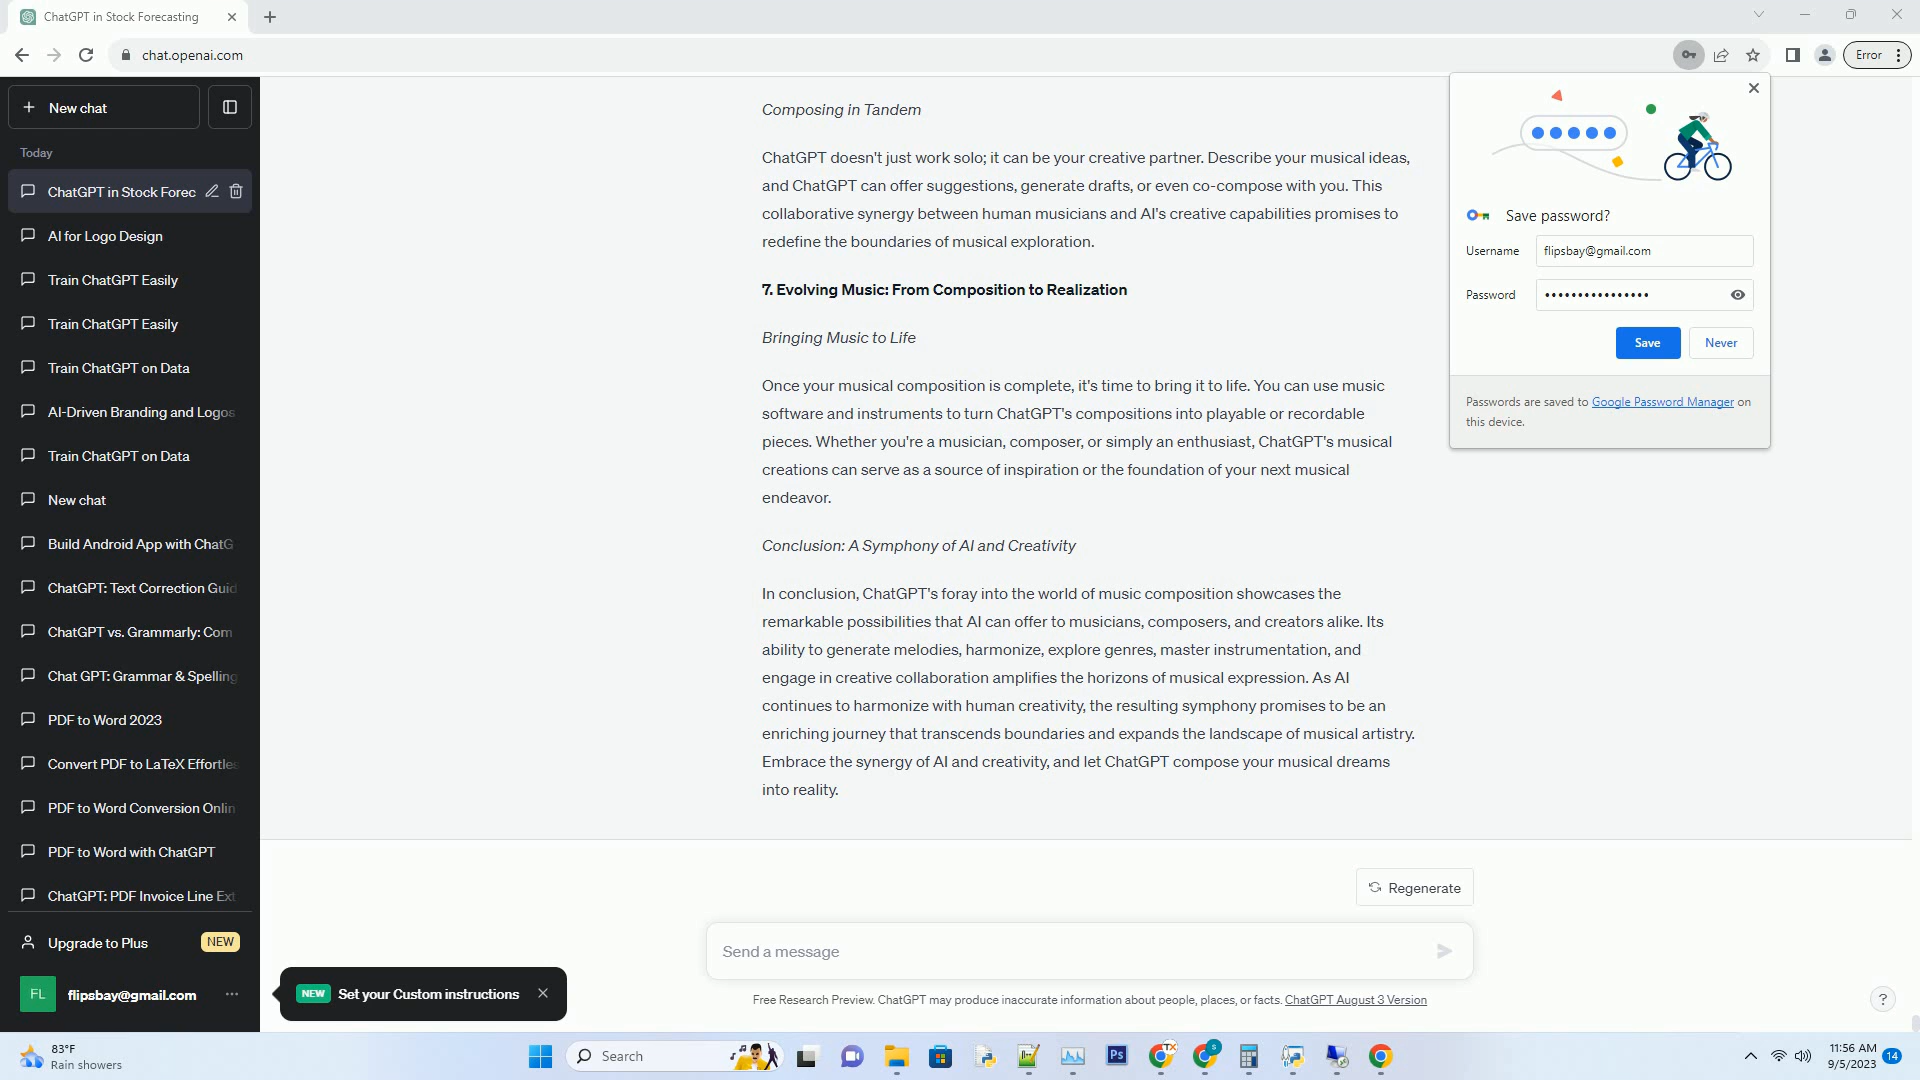 ChatGPT in Stock Forecasting
chat.openai.com
Error
New chat
Today
ChatGPT in Stock Forec
AI for Logo Design
Train ChatGPT Easily
Train ChatGPT Easily
Train ChatGPT on Data
AI-Driven Branding and Logos
Train ChatGPT on Data
New chat
Build Android App with ChatG
ChatGPT: Text Correction Guid
ChatGPT vs. Grammarly: Com
Chat GPT: Grammar & Spelling
PDF to Word 2023
Convert PDF to LaTeX Effortle
PDF to Word Conversion Onlin
PDF to Word with ChatGPT
ChatGPT: PDF Invoice Line Ext
Upgrade to Plus
NEW
FL
flipsbay@gmail.com
Composing in Tandem
ChatGPT doesn't just work solo; it can be your creative partner. Describe your musical ideas,
and ChatGPT can offer suggestions, generate drafts, or even co-compose with you. This
collaborative synergy between human musicians and AI's creative capabilities promises to
redefine the boundaries of musical exploration.
7. Evolving Music: From Composition to Realization
Bringing Music to Life
Once your musical composition is complete, it's time to bring it to life. You can use music
software and instruments to turn ChatGPT's compositions into playable or recordable
pieces. Whether you're a musician, composer, or simply an enthusiast, ChatGPT's musical
creations can serve as a source of inspiration or the foundation of your next musical
endeavor.
Conclusion: A Symphony of AI and Creativity
In conclusion, ChatGPT's foray into the world of music composition showcases the
remarkable possibilities that AI can offer to musicians, composers, and creators alike. Its
ability to generate melodies, harmonize, explore genres, master instrumentation, and
engage in creative collaboration amplifies the horizons of musical expression. As AI
continues to harmonize with human creativity, the resulting symphony promises to be an
enriching journey that transcends boundaries and expands the landscape of musical artistry.
Embrace the synergy of AI and creativity, and let ChatGPT compose your musical dreams
into reality.
Save password?
Username
flipsbay@gmail.com
Password
••••••••••••••••
Save
Never
Passwords are saved to Google Password Manager on
this device.
Regenerate
Send a message
NEW Set your Custom instructions
Free Research Preview. ChatGPT may produce inaccurate information about people, places, or facts. ChatGPT August 3 Version
?
83°F
Rain showers
Search
Ps
TX
S
11:56 AM
9/5/2023
14